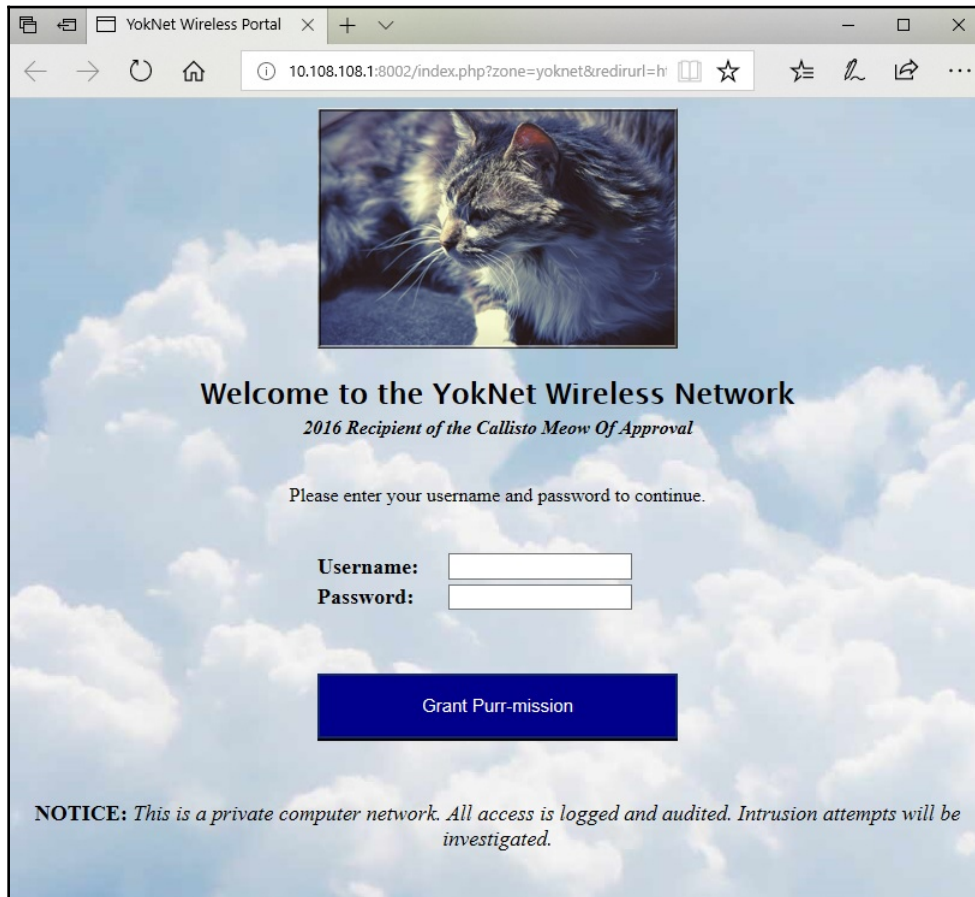 YokNet Wireless Portal
10.108.108.1:8002/index.php?zone=yoknet&redirurl=ht
Welcome to the YokNet Wireless Network
2016 Recipient of the Callisto Meow Of Approval
Please enter your username and password to continue.
Username:
Password:
Grant Purr-mission
NOTICE: This is a private computer network. All access is logged and audited. Intrusion attempts will be
investigated.